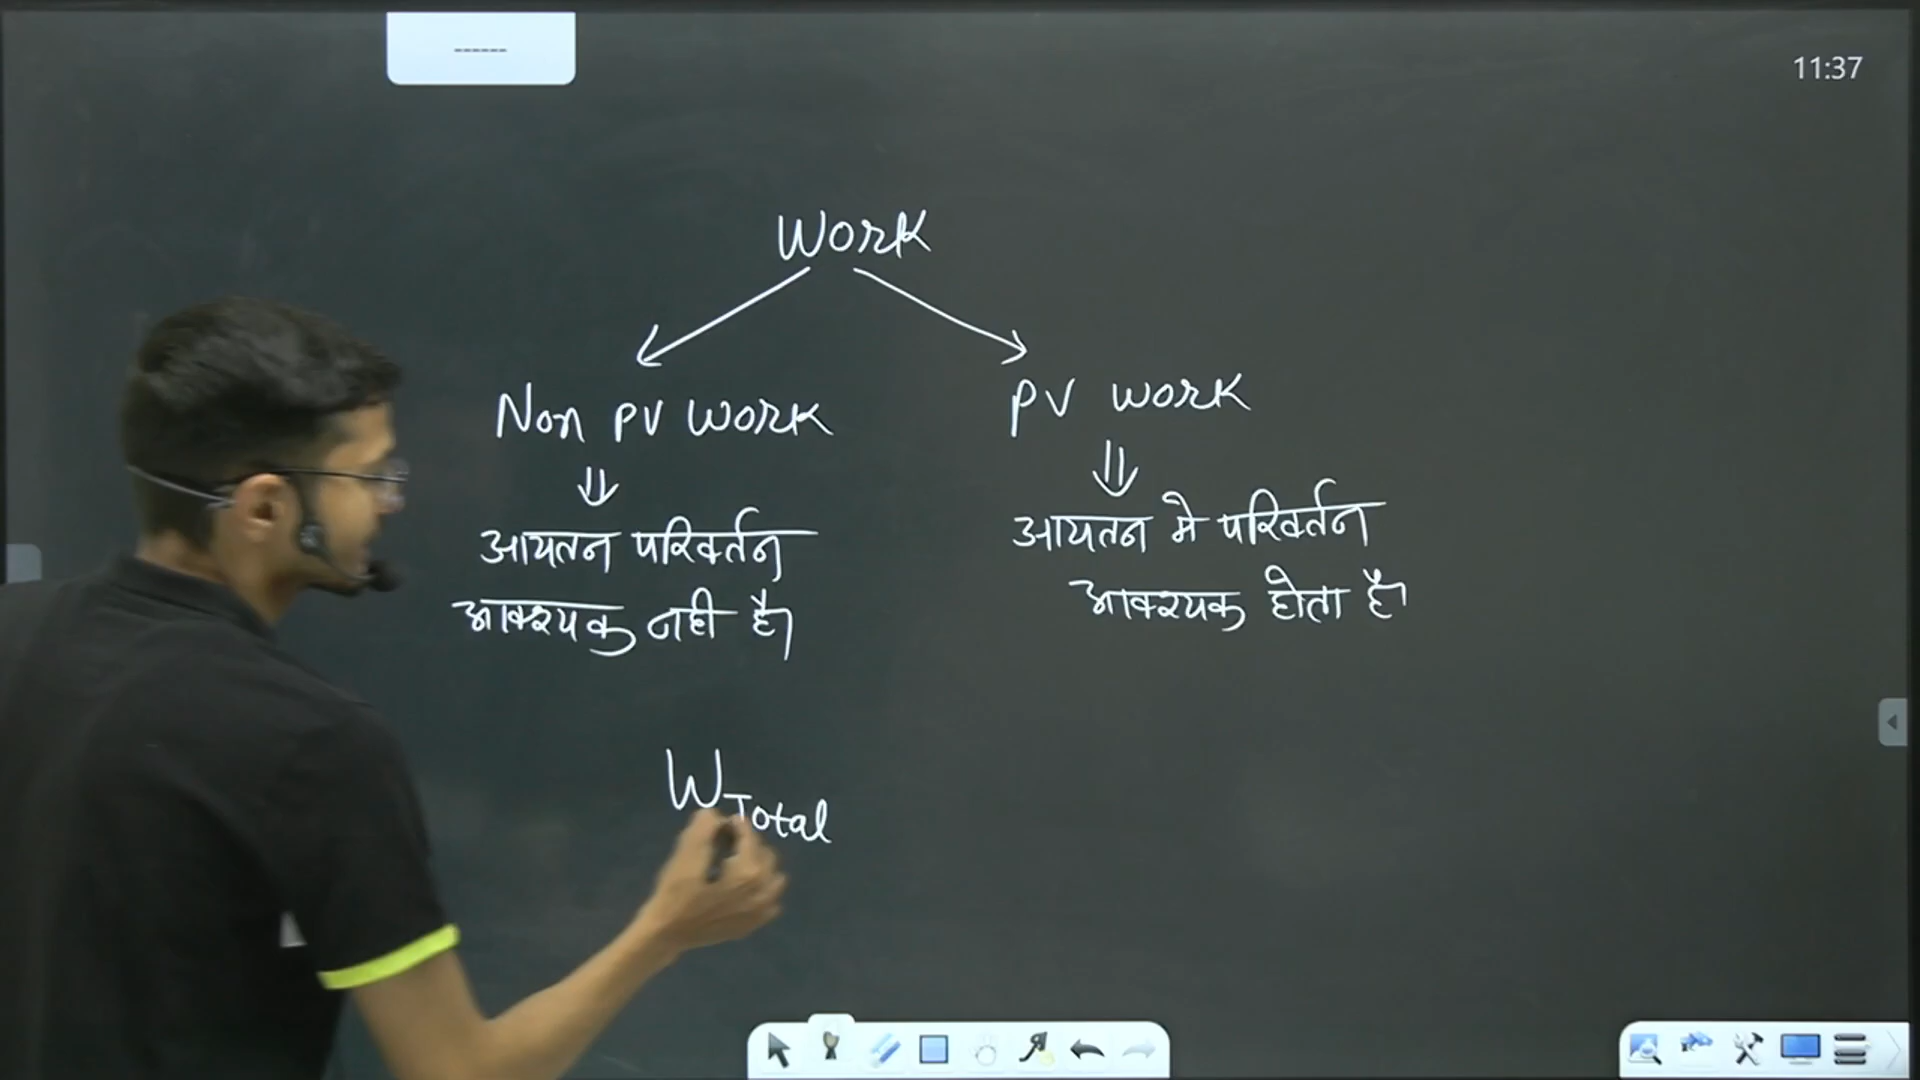 ------
11:37
Work
Non PV Work
PV Work
आयतन परिवर्तन
आवश्यक नही है।
आयतन मे परिवर्तन
आवश्यक होता है।
W Total